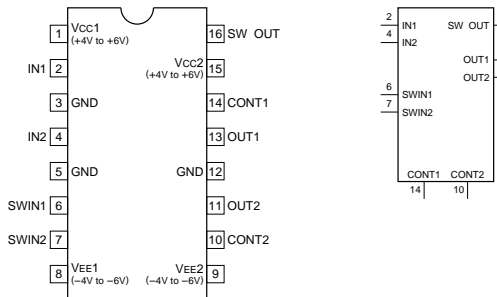 1 VCC1 16 SW OUT
(+4V to +6V)
IN1 2 VCC2 15
(+4V to +6V)
3 GND 14 CONT1
IN2 4 13 OUT1
5 GND GND 12
SWIN1 6 11 OUT2
SWIN2 7 10 CONT2
8 VEE1 VEE2 9
(−4V to −6V) (−4V to −6V)
2 IN1 SW OUT
4 IN2
OUT1
OUT2
6 SWIN1
7 SWIN2
CONT1 CONT2
14 10